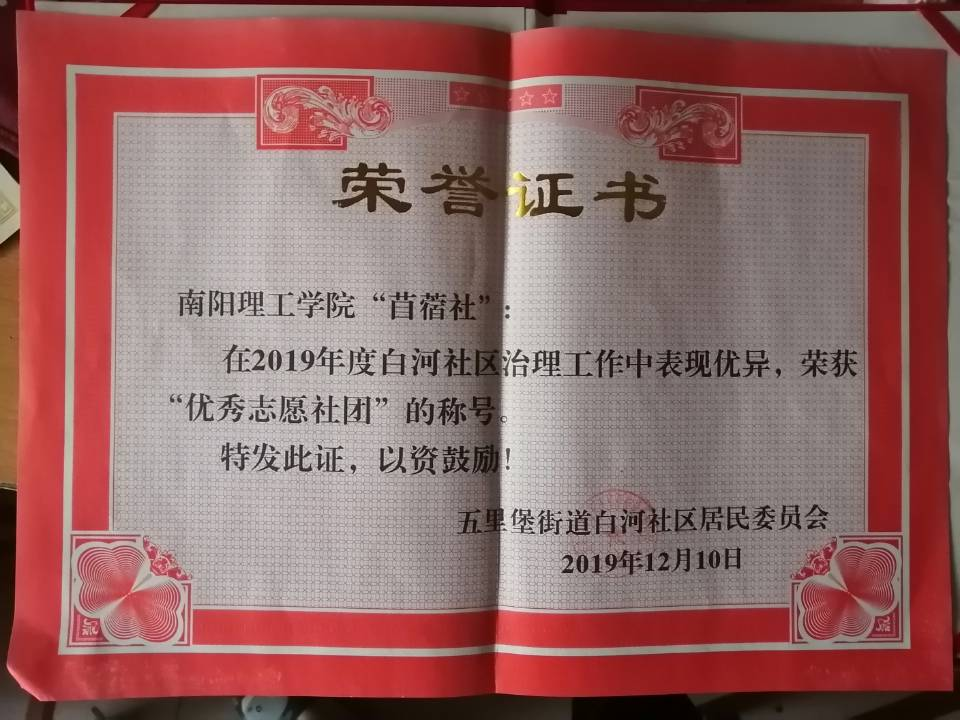 荣誉证书
南阳理工学院“苜蓿社”：
在2019年度白河社区治理工作中表现优异，荣获
“优秀志愿社团”的称号。
特发此证，以资鼓励！
五里堡街道白河社区居民委员会
2019年12月10日